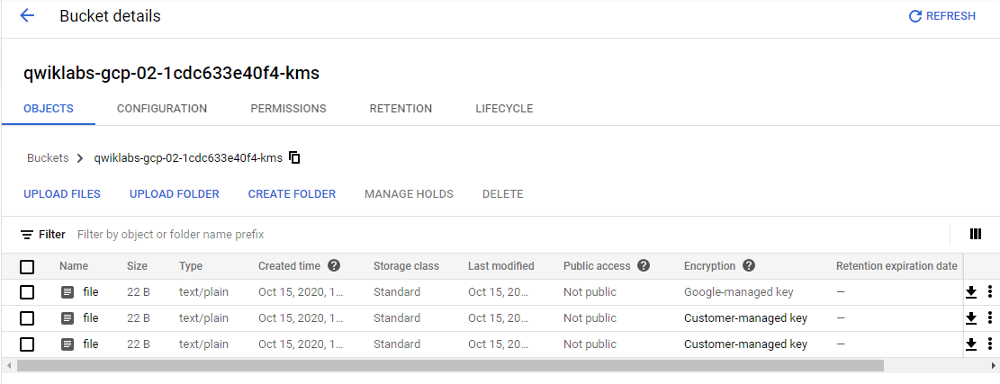 Bucket details
REFRESH
qwiklabs-gcp-02-1cdc633e40f4-kms
OBJECTS CONFIGURATION PERMISSIONS RETENTION LIFECYCLE
Buckets qwiklabs-gcp-02-1cdc633e40f4-kms
UPLOAD FILES UPLOAD FOLDER CREATE FOLDER MANAGE HOLDS DELETE
Filter Filter by object or folder name prefix
Name Size Type Created time ? Storage class Last modified Public access ? Encryption ? Retention expiration date
file 22 B text/plain Oct 15, 2020, 1... Standard Oct 15, 20... Not public Google-managed key —
file 22 B text/plain Oct 15, 2020, 1... Standard Oct 15, 20... Not public Customer-managed key —
file 22 B text/plain Oct 15, 2020, 1... Standard Oct 15, 20... Not public Customer-managed key —